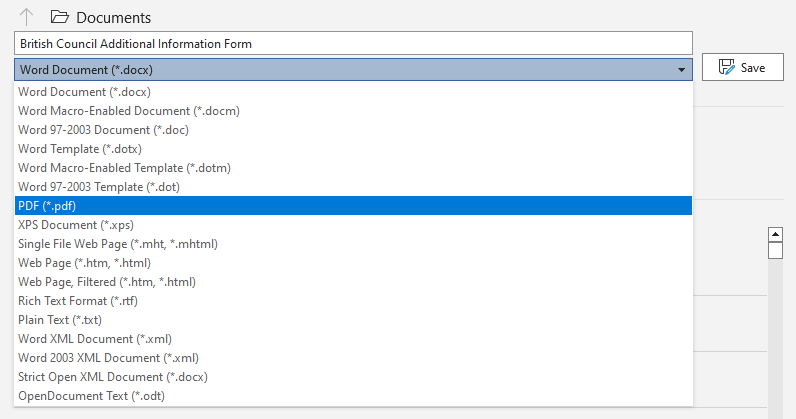 Documents
British Council Additional Information Form
Word Document (*.docx)
Save
Word Document (*.docx)
Word Macro-Enabled Document (*.docm)
Word 97-2003 Document (*.doc)
Word Template (*.dotx)
Word Macro-Enabled Template (*.dotm)
Word 97-2003 Template (*.dot)
PDF (*.pdf)
XPS Document (*.xps)
Single File Web Page (*.mht, *.mhtml)
Web Page (*.htm, *.html)
Web Page, Filtered (*.htm, *.html)
Rich Text Format (*.rtf)
Plain Text (*.txt)
Word XML Document (*.xml)
Word 2003 XML Document (*.xml)
Strict Open XML Document (*.docx)
OpenDocument Text (*.odt)